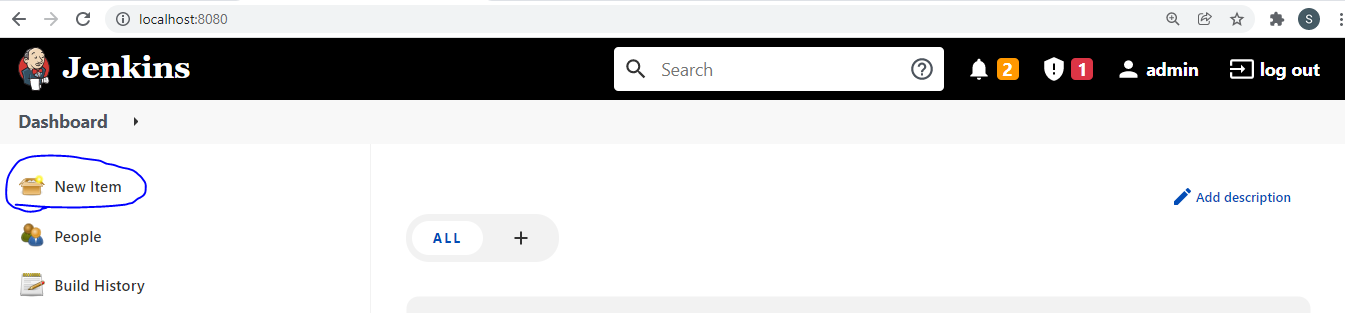 localhost:8080
S
Jenkins
Search
2
1
admin
log out
Dashboard
New Item
Add description
People
ALL +
Build History